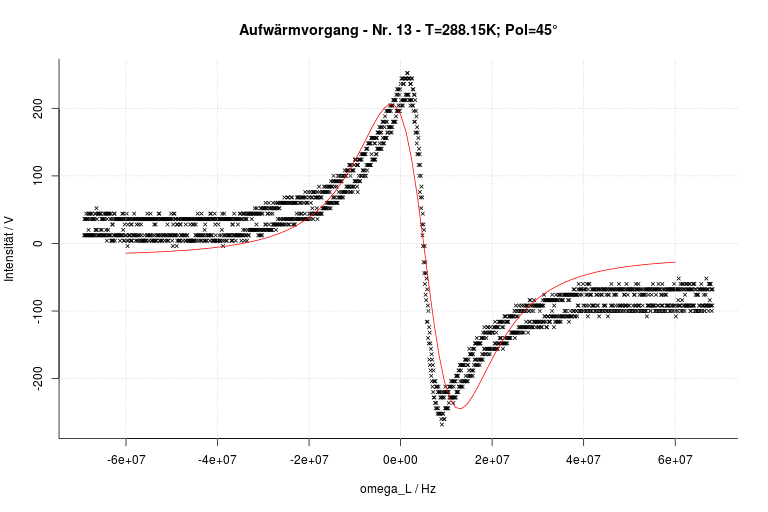 Aufwärmvorgang - Nr. 13 - T=288.15K; Pol=45°
Intensität / V
200
100
0
-100
-200
-6e+07 -4e+07 -2e+07 0e+00 2e+07 4e+07 6e+07
omega_L / Hz